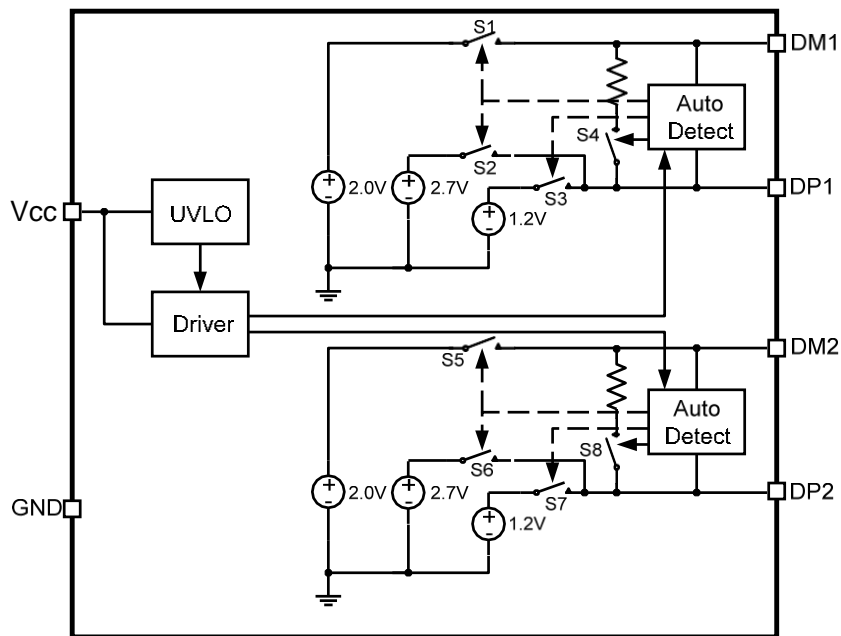 S1
DM1
Auto
Detect
S4
S2
S3
DP1
2.0V
2.7V
1.2V
Vcc
UVLO
Driver
S5
DM2
Auto
Detect
S8
S6
S7
DP2
2.0V
2.7V
1.2V
GND